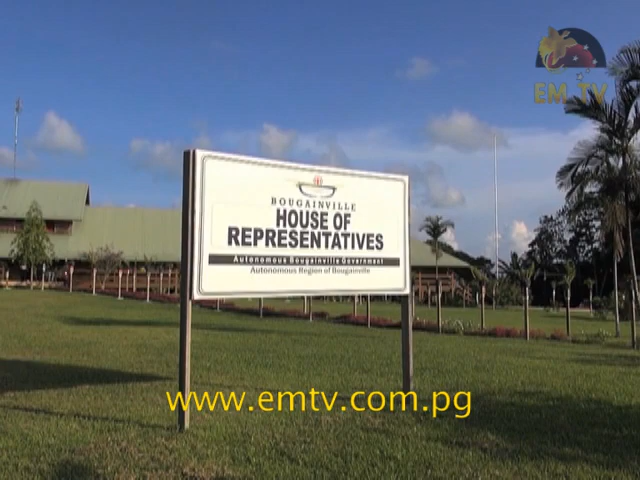 EM TV
BOUGAINVILLE
HOUSE OF
REPRESENTATIVES
Autonomous Bougainville Government
Autonomous Region of Bougainville
www.emtv.com.pg